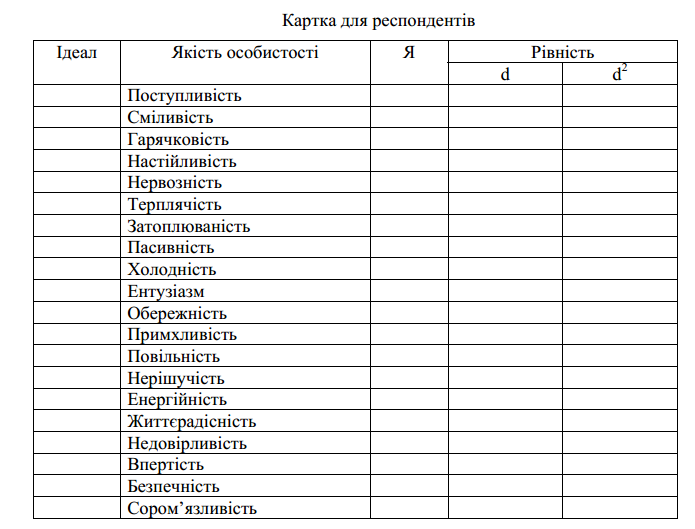 Картка для респондентів
Ідеал Якість особистості Я Рівність
d d²
Поступливість
Сміливість
Гарячковість
Настійливість
Нервозність
Терплячість
Затоплюваність
Пасивність
Холодність
Ентузіазм
Обережність
Примхливість
Повільність
Нерішучість
Енергійність
Життєрадісність
Недовірливість
Впертість
Безпечність
Сором’язливість